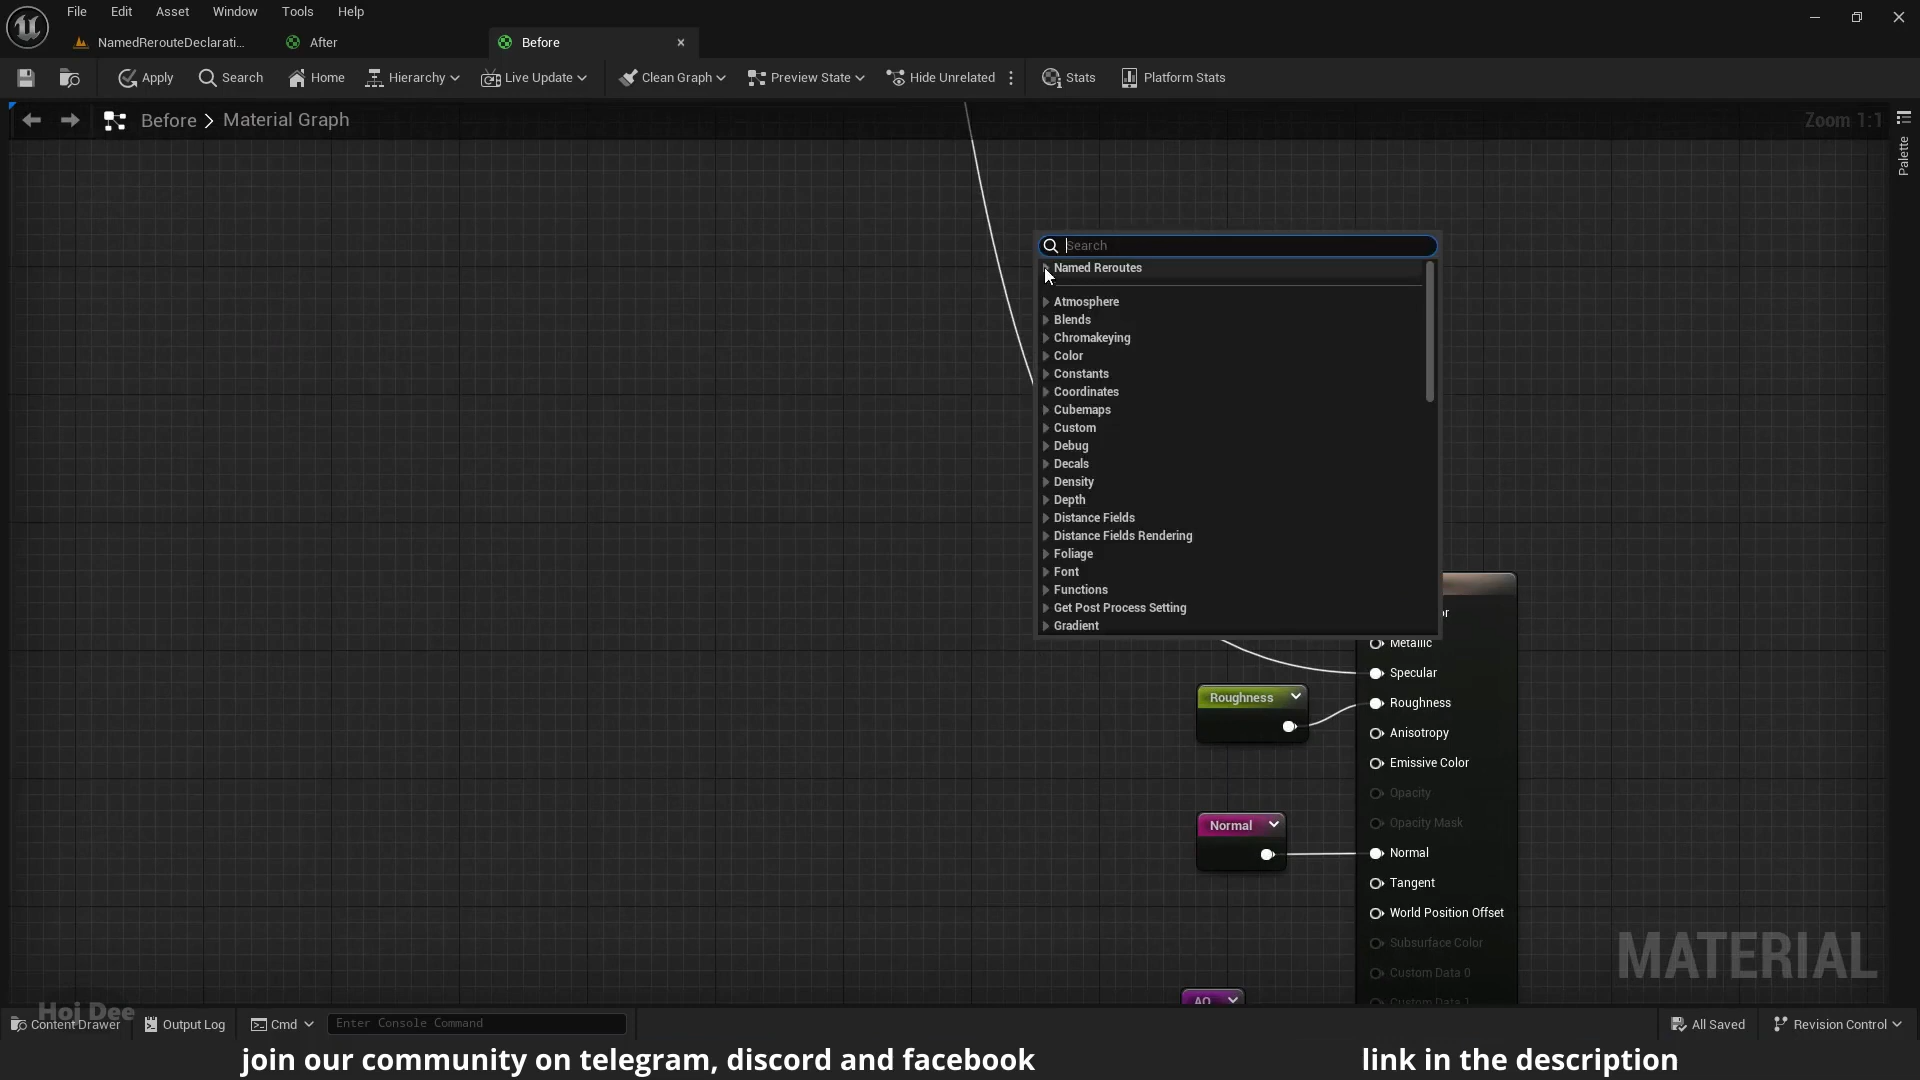 File Edit Asset Window Tools Help
NamedRerouteDeclarati... After Before
Apply Search Home Hierarchy Live Update Clean Graph Preview State Hide Unrelated Stats Platform Stats
Before > Material Graph Zoom 1:1
Palette
Search
Named Reroutes
Atmosphere
Blends
Chromakeying
Color
Constants
Coordinates
Cubemaps
Custom
Debug
Decals
Density
Depth
Distance Fields
Distance Fields Rendering
Foliage
Font
Functions
Get Post Process Setting
Gradient
or
Metallic
Specular
Roughness
Roughness
Anisotropy
Emissive Color
Opacity
Opacity Mask
Normal
Normal
Tangent
World Position Offset
Subsurface Color
Custom Data 0
Custom Data 1
AO
MATERIAL
Hoj Dee
Content Drawer Output Log Cmd Enter Console Command All Saved Revision Control
join our community on telegram, discord and facebook link in the description